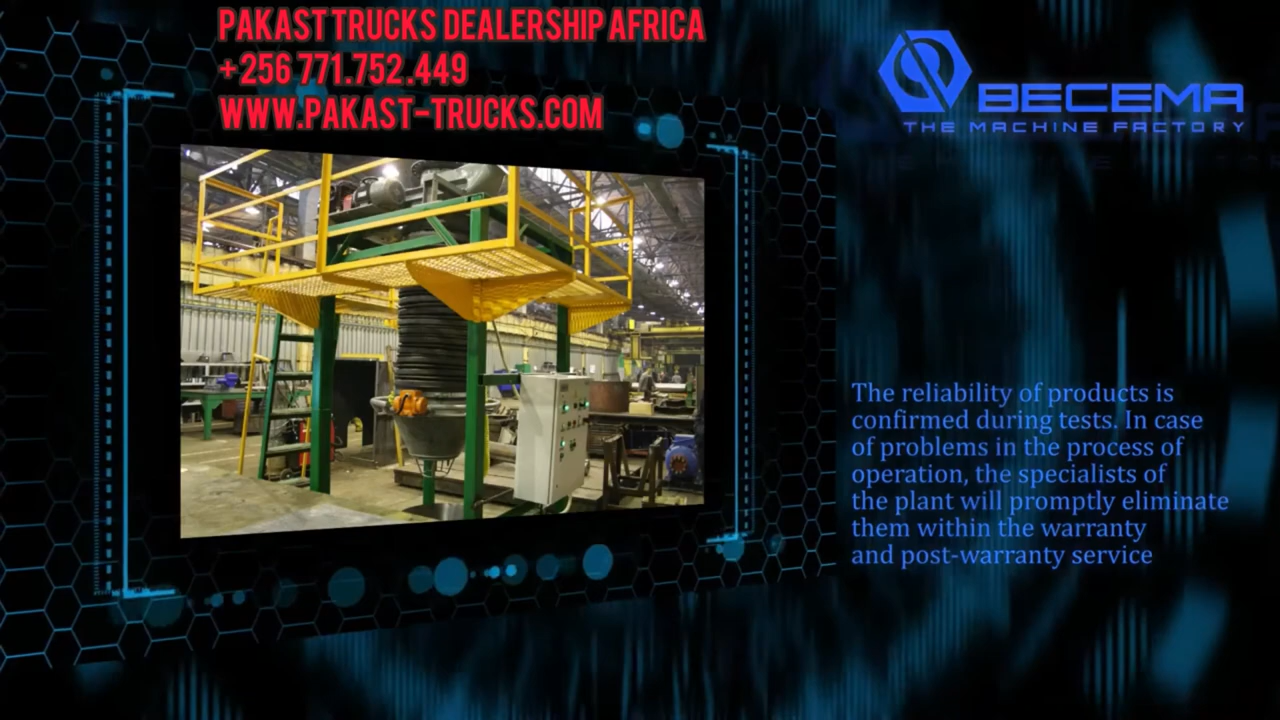 PAKAST TRUCKS DEALERSHIP AFRICA
+256 771.752.449
WWW.PAKAST-TRUCKS.COM
BECEMA
THE MACHINE FACTORY
The reliability of products is
confirmed during tests. In case
of problems in the process of
operation, the specialists of
the plant will promptly eliminate
them within the warranty
and post-warranty service